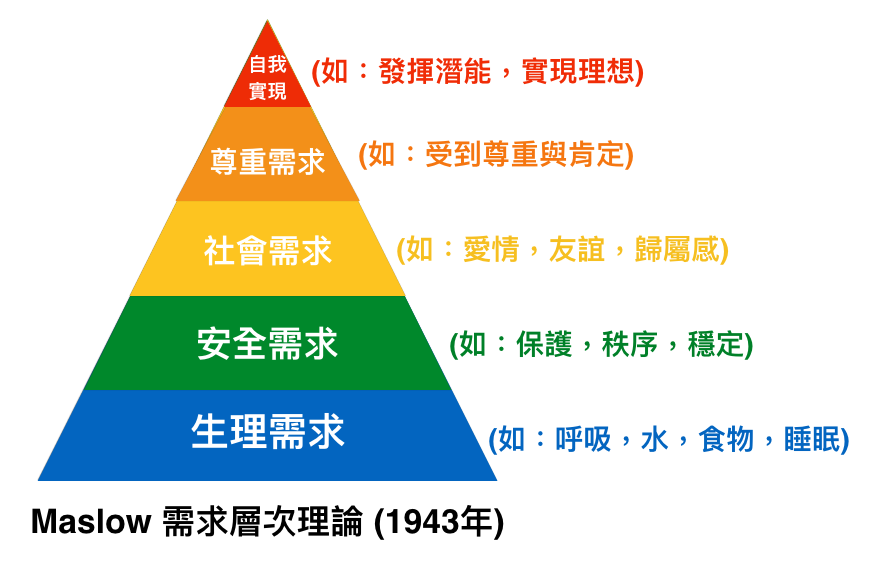 自我
實現
(如：發揮潛能，實現理想)
尊重需求
(如：受到尊重與肯定)
社會需求
(如：愛情，友誼，歸屬感)
安全需求
(如：保護，秩序，穩定)
生理需求
(如：呼吸，水，食物，睡眠)
Maslow 需求層次理論 (1943年)